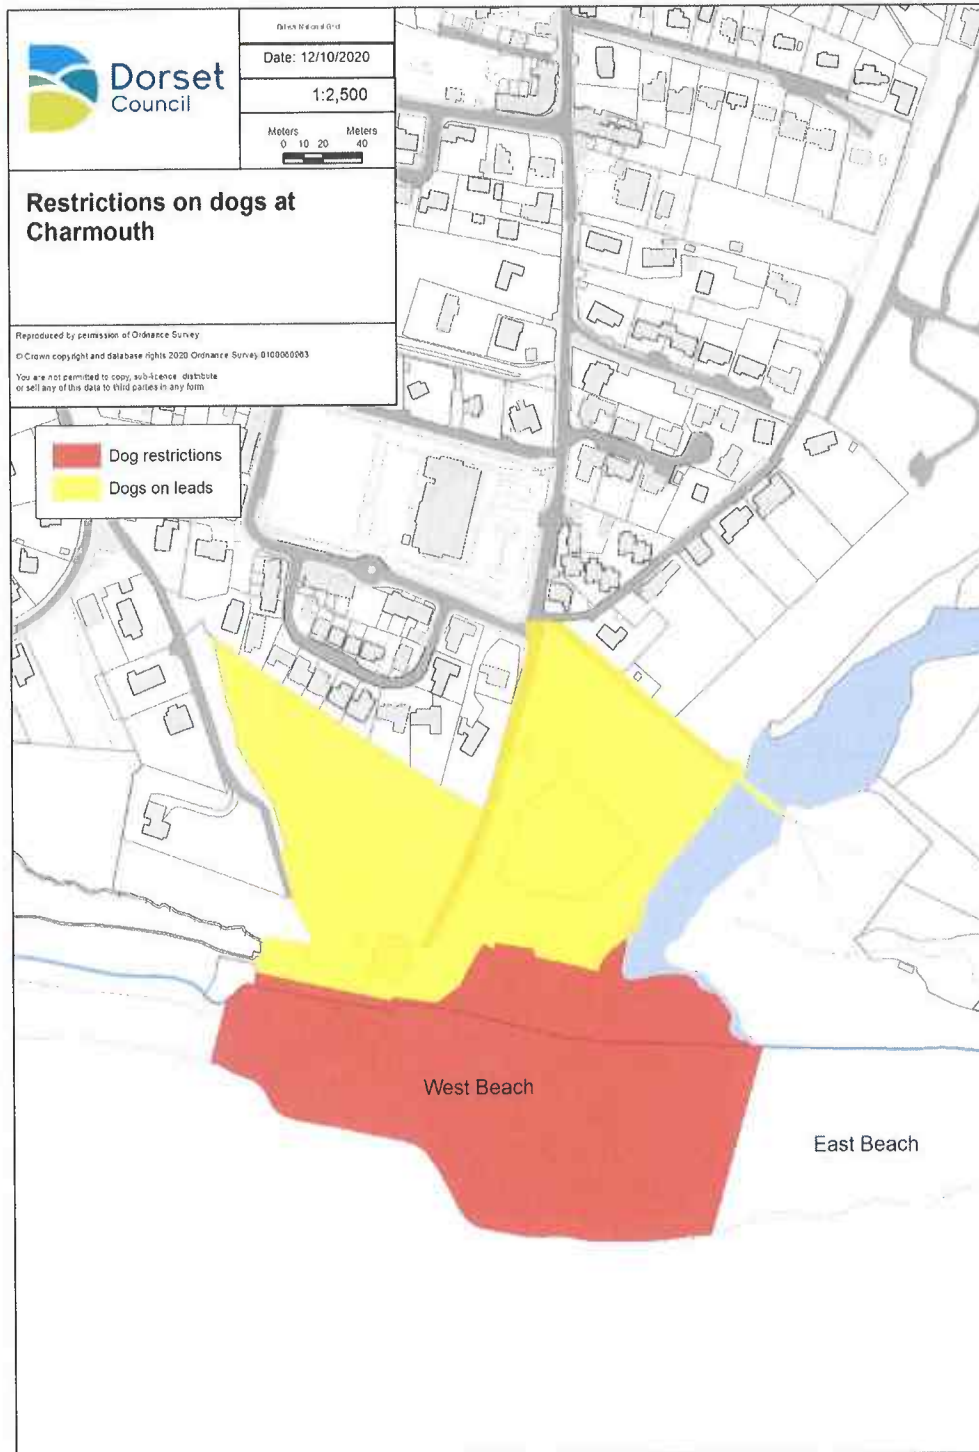 Dorset
Council
Date: 12/10/2020
1:2,500
Meters Meters
0 10 20 40
Restrictions on dogs at
Charmouth
Reproduced by permission of Ordnance Survey
© Crown copyright and database rights 2020 Ordnance Survey
You are not permitted to copy, sub-licence, distribute
or sell any of this data to third parties in any form
Dog restrictions
Dogs on leads
West Beach
East Beach